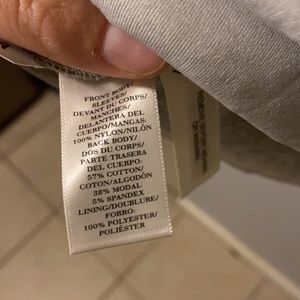 FRONT BODY/
SLEEVES/
DEVANT DU CORPS/
MANCHES/
DELANTERA DEL
CUERPO/MANGAS:
100% NYLON/NILÓN
BACK BODY/
DOS DU CORPS/
PARTE TRASERA
DEL CUERPO:
57% COTTON/
COTON/ALGODÓN
38% MODAL
5% SPANDEX
LINING/DOUBLURE/
FORRO:
100% POLYESTER/
POLIÉSTER